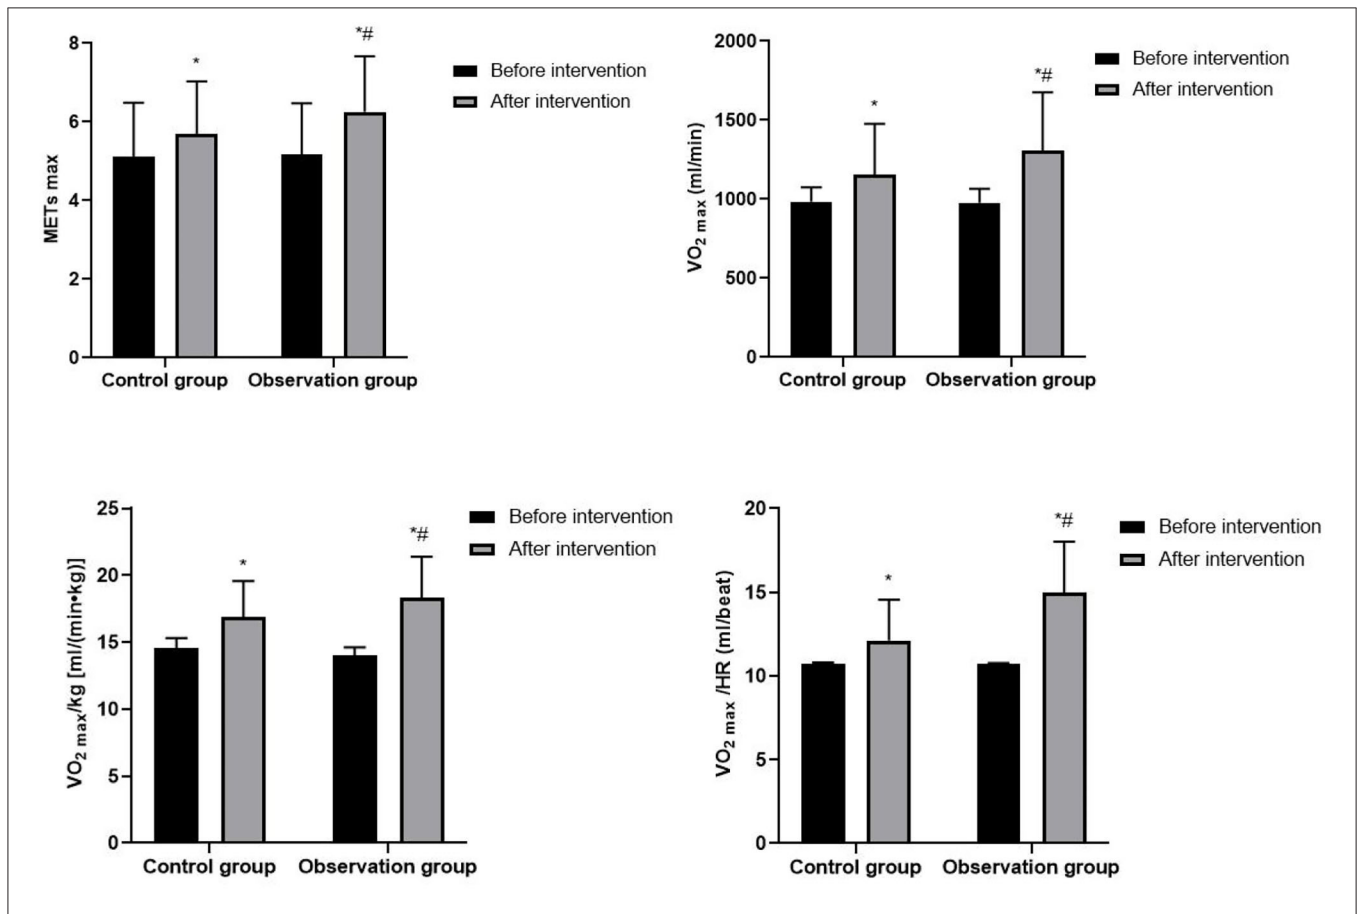 METs max
8
6
4
2
0
*
*#
Control group
Observation group
Before intervention
After intervention
VO2 max (ml/min)
2000
1500
1000
500
0
*
*#
Control group
Observation group
Before intervention
After intervention
VO2 max/kg [ml/(min•kg)]
25
20
15
10
5
0
*
*#
Control group
Observation group
Before intervention
After intervention
VO2 max /HR (ml/beat)
20
15
10
5
0
*
*#
Control group
Observation group
Before intervention
After intervention